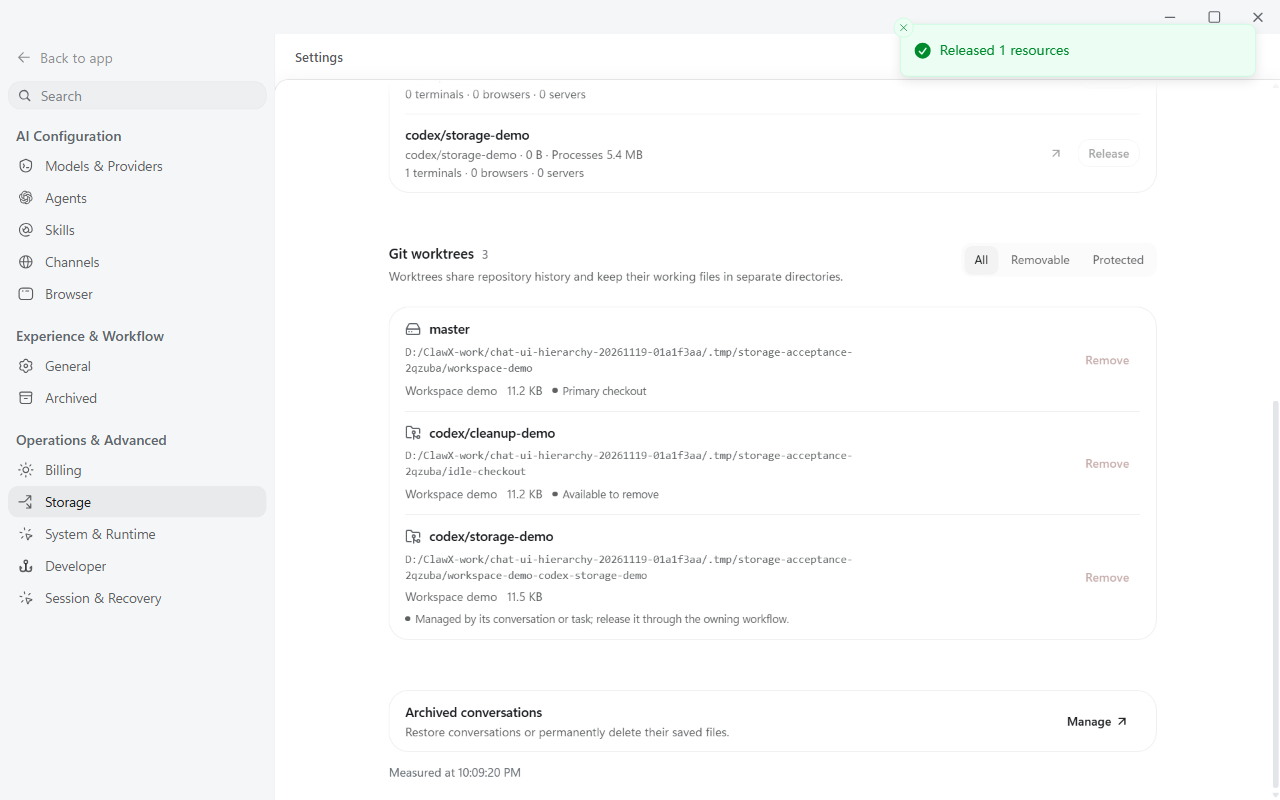 Back to app
Search
AI Configuration
Models & Providers
Agents
Skills
Channels
Browser
Experience & Workflow
General
Archived
Operations & Advanced
Billing
Storage
System & Runtime
Developer
Session & Recovery
Settings
Released 1 resources
0 terminals · 0 browsers · 0 servers
codex/storage-demo
codex/storage-demo · 0 B · Processes 5.4 MB
1 terminals · 0 browsers · 0 servers
Release
Git worktrees 3
Worktrees share repository history and keep their working files in separate directories.
All Removable Protected
master
D:/ClawX-work/chat-ui-hierarchy-20261119-01a1f3aa/.tmp/storage-acceptance-
2qzuba/workspace-demo
Workspace demo 11.2 KB • Primary checkout
Remove
codex/cleanup-demo
D:/ClawX-work/chat-ui-hierarchy-20261119-01a1f3aa/.tmp/storage-acceptance-
2qzuba/idle-checkout
Workspace demo 11.2 KB • Available to remove
Remove
codex/storage-demo
D:/ClawX-work/chat-ui-hierarchy-20261119-01a1f3aa/.tmp/storage-acceptance-
2qzuba/workspace-demo-codex-storage-demo
Workspace demo 11.5 KB
• Managed by its conversation or task; release it through the owning workflow.
Remove
Archived conversations
Restore conversations or permanently delete their saved files.
Manage
Measured at 10:09:20 PM